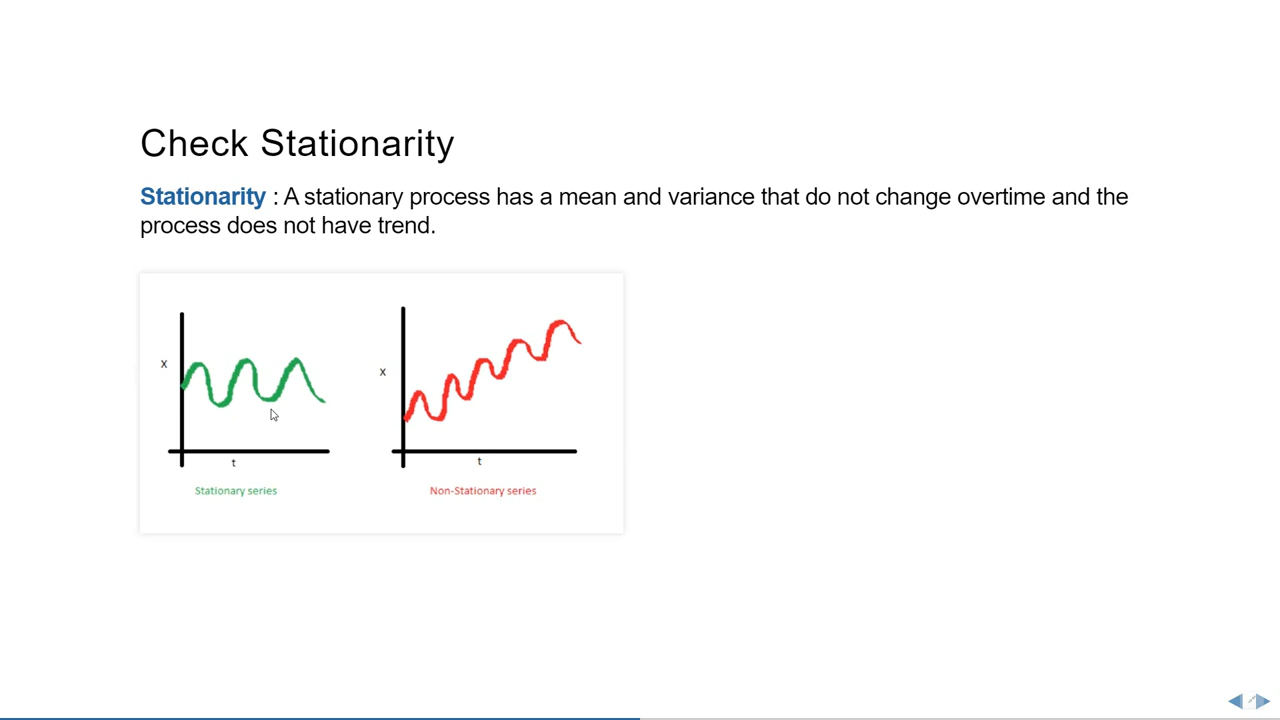 Check Stationarity
Stationarity : A stationary process has a mean and variance that do not change overtime and the
process does not have trend.
x
t
Stationary series
x
t
Non-Stationary series